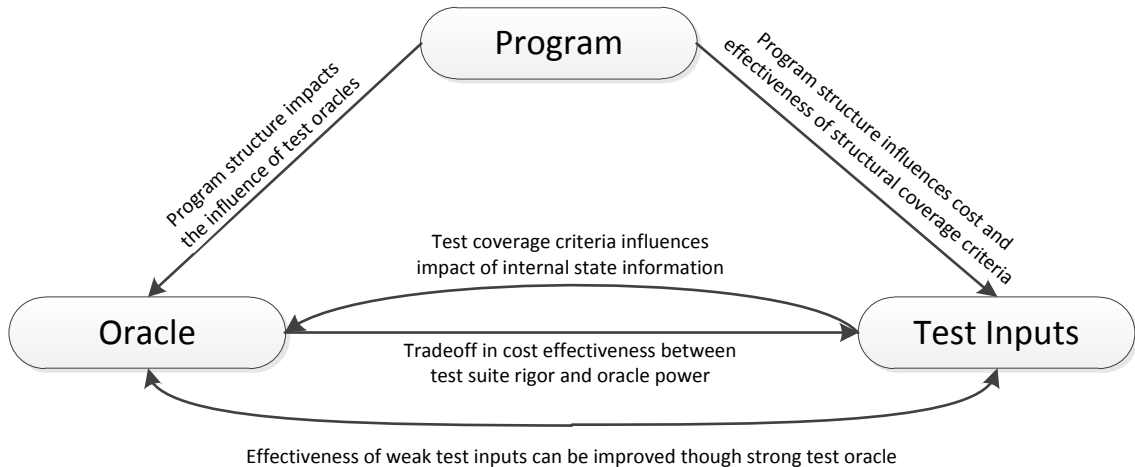 Program
Program structure impacts
the influence of test oracles
Program structure influences cost and
effectiveness of structural coverage criteria
Test coverage criteria influences
impact of internal state information
Oracle
Test Inputs
Tradeoff in cost effectiveness between
test suite rigor and oracle power
Effectiveness of weak test inputs can be improved though strong test oracle